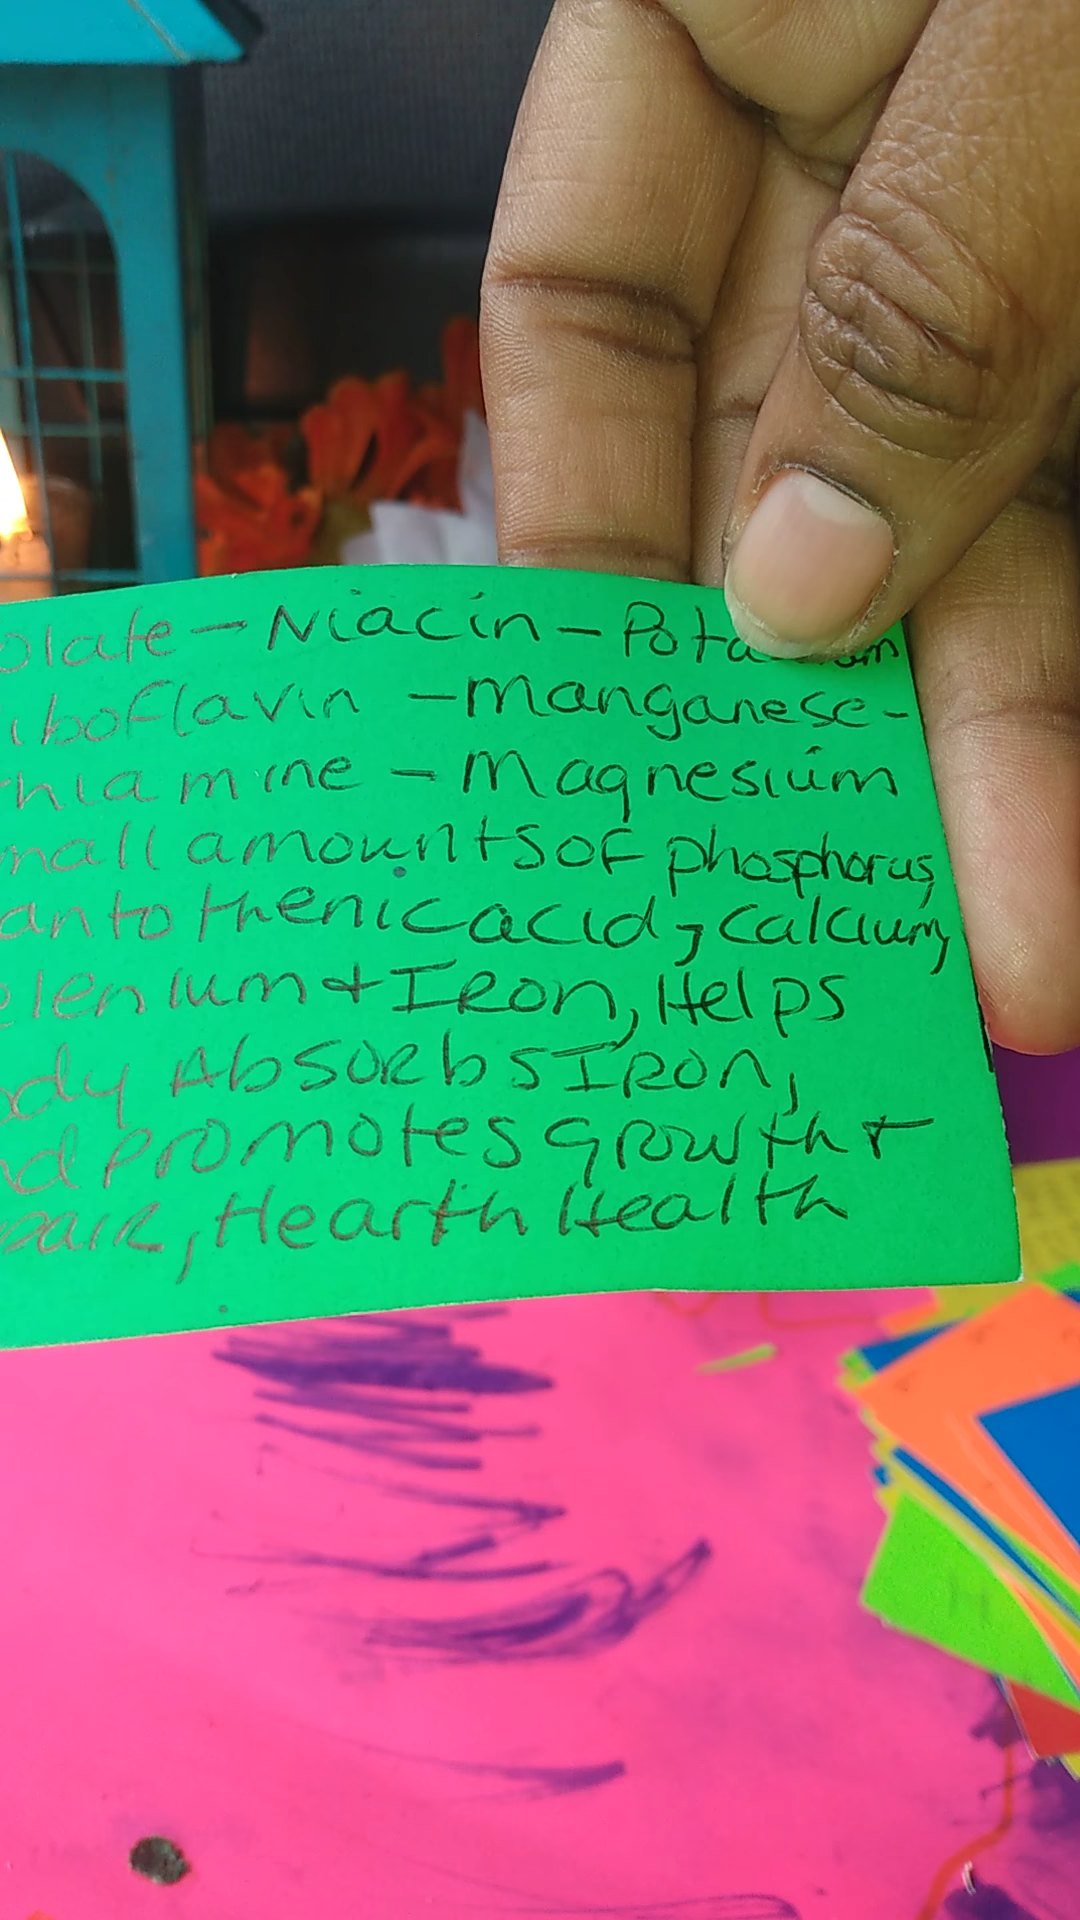 olate - Niacin - Pota um
iboflavin - manganese -
hiamine - Magnesium
mall amounts of phosphorus,
antothenic acid, calcium,
elenium + Iron, Helps
ody Absorbs Iron,
nd promotes growth +
pair, Hearth Health